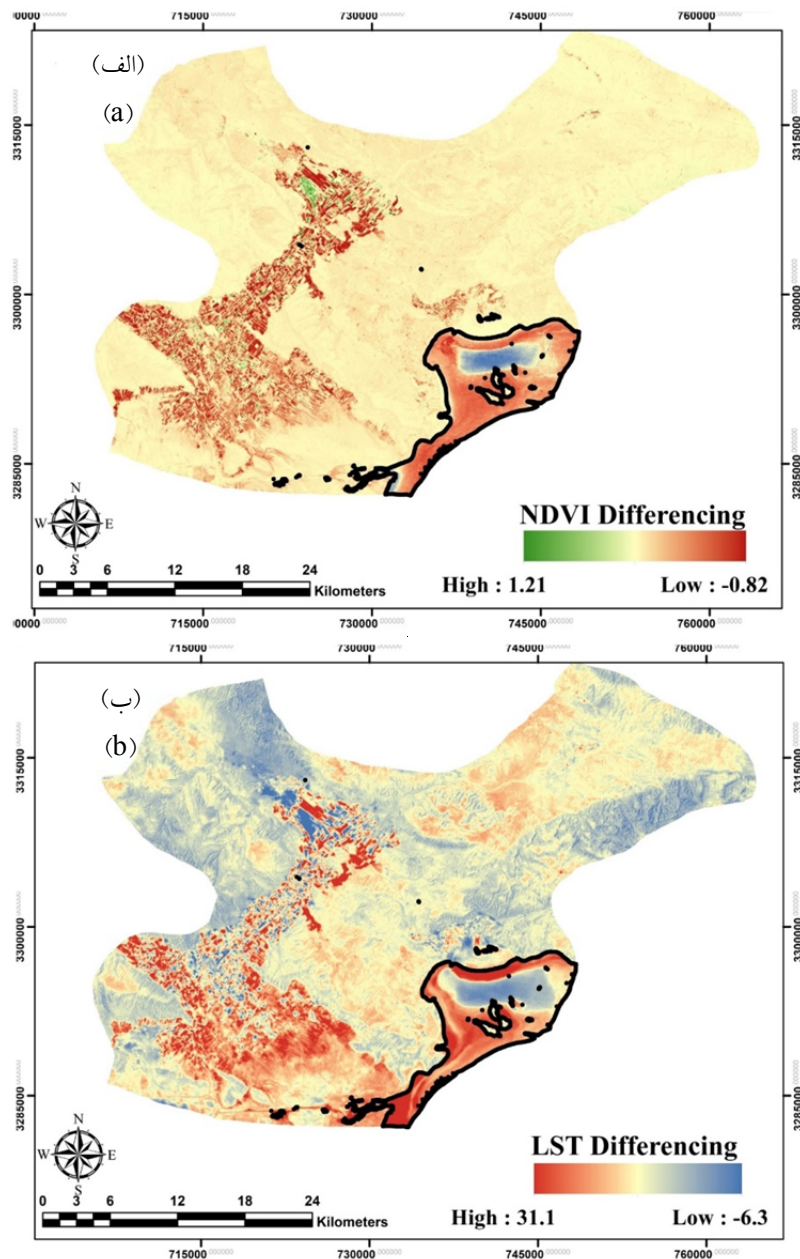 715000 730000 745000 760000
(الف)
(a)
3315000
3315000
3300000
3300000
3285000
3285000
N
W E
S
NDVI Differencing
High : 1.21 Low : -0.82
0 3 6 12 18 24
Kilometers
715000 730000 745000 760000
715000 730000 745000 760000
(ب)
(b)
3315000
3315000
3300000
3300000
3285000
3285000
N
W E
S
LST Differencing
High : 31.1 Low : -6.3
0 3 6 12 18 24
Kilometers
715000 730000 745000 760000